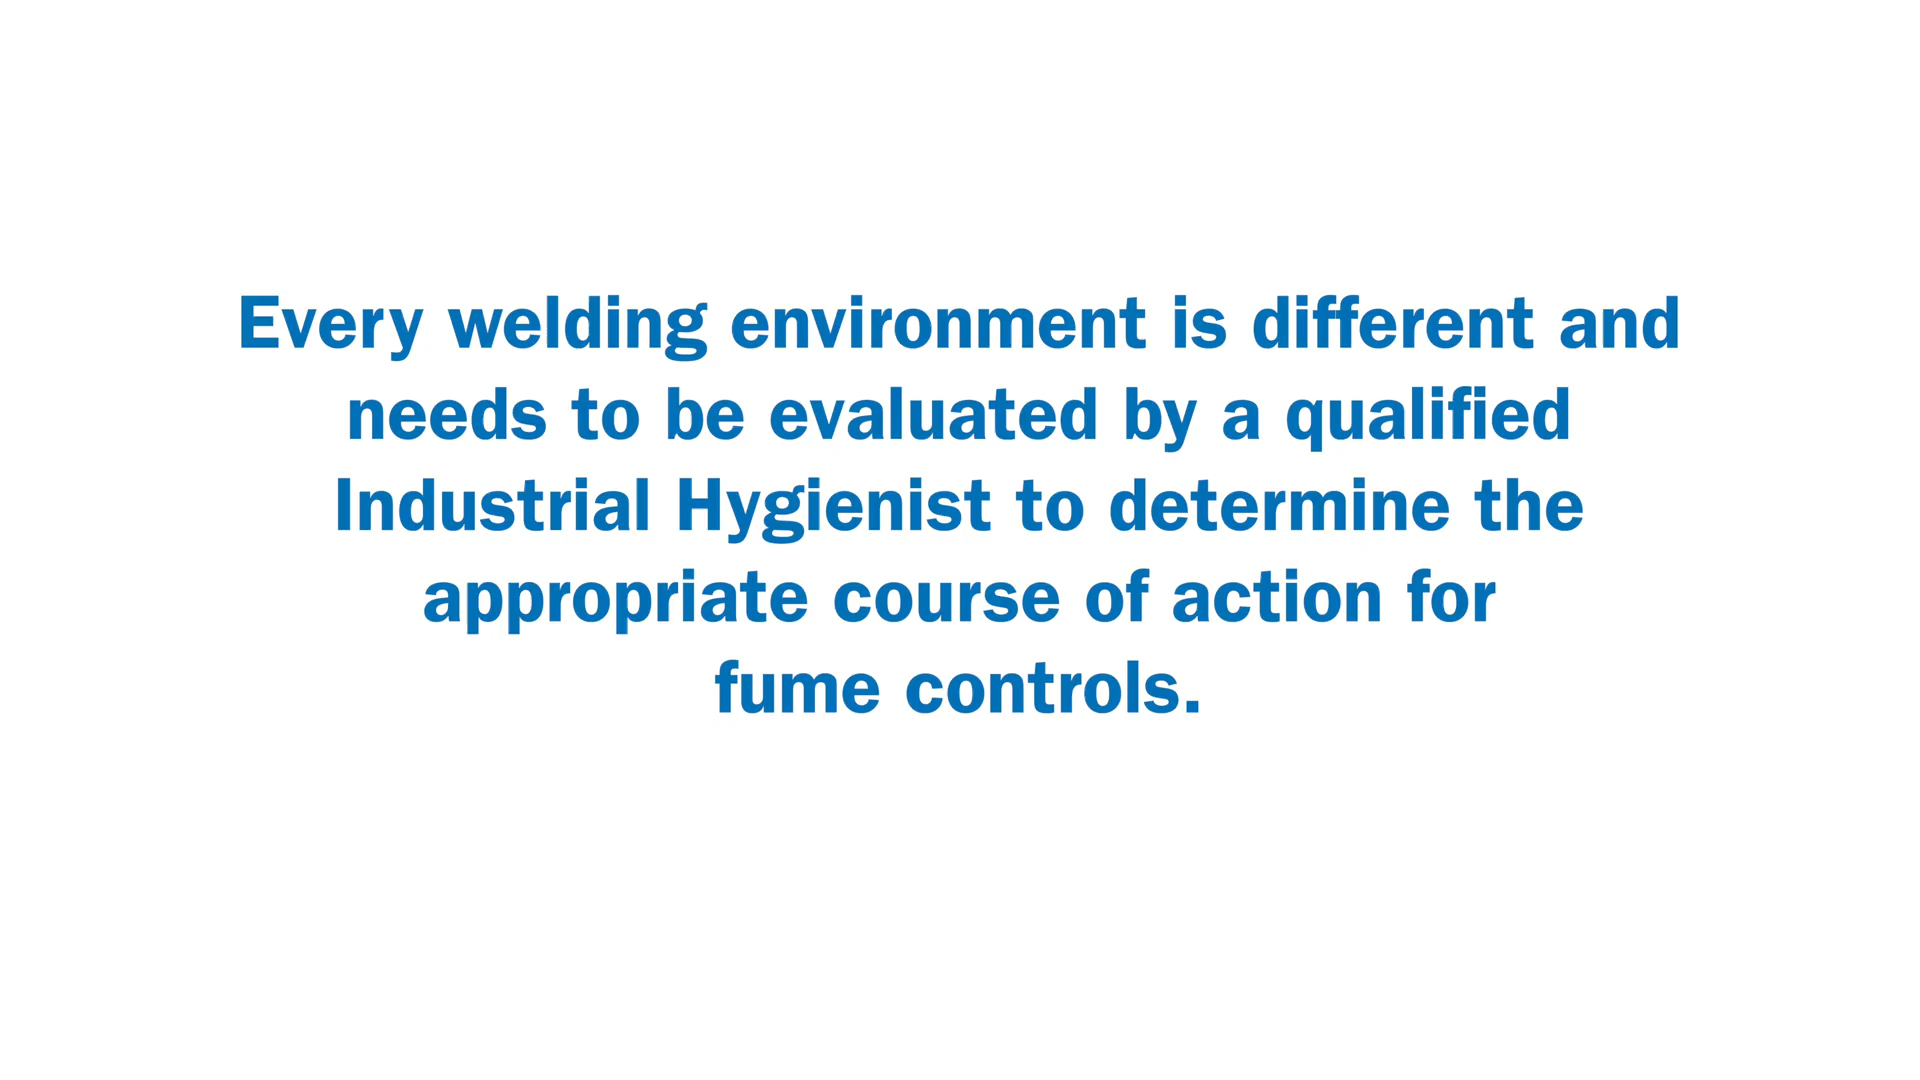 Every welding environment is different and
needs to be evaluated by a qualified
Industrial Hygienist to determine the
appropriate course of action for
fume controls.